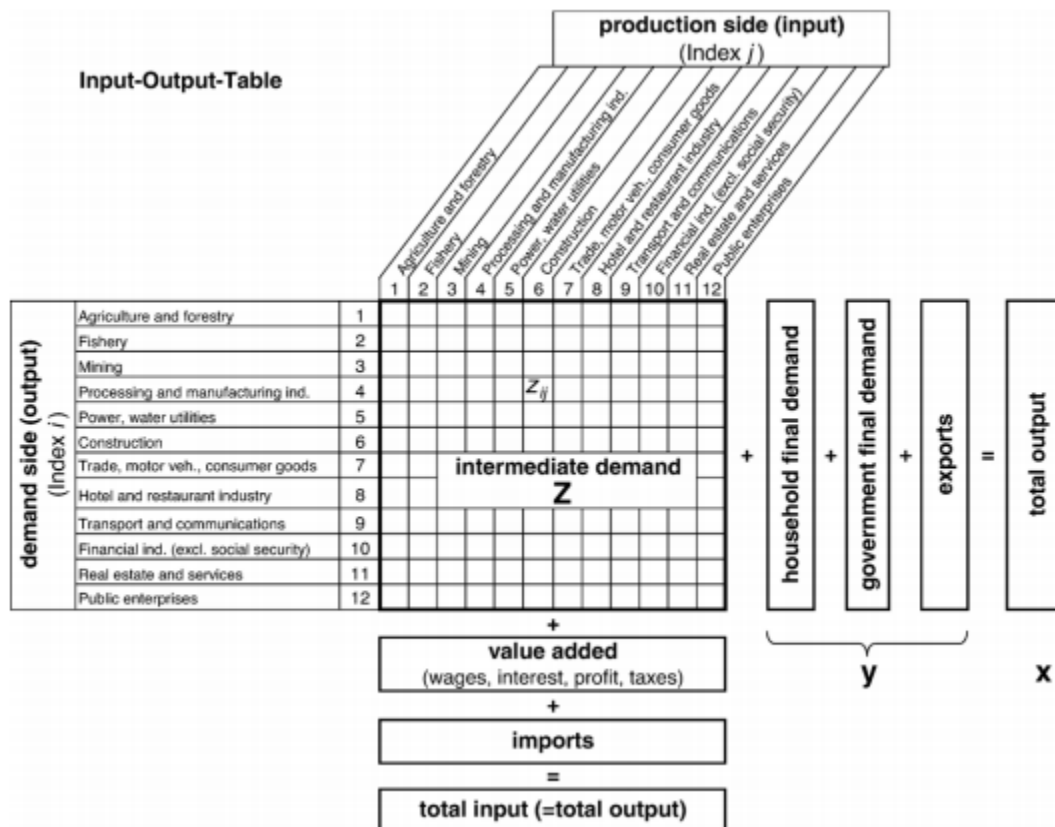 production side (input)
(Index j)
Input-Output-Table
Agriculture and forestry
Fishery
Mining
Processing and manufacturing ind.
Power, water utilities
Construction
Trade, motor veh., consumer goods
Hotel and restaurant industry
Transport and communications
Financial ind. (excl. social security)
Real estate and services
Public enterprises
1 2 3 4 5 6 7 8 9 10 11 12
demand side (output)
(Index i)
Agriculture and forestry 1
Fishery 2
Mining 3
Processing and manufacturing ind. 4
Power, water utilities 5
Construction 6
Trade, motor veh., consumer goods 7
Hotel and restaurant industry 8
Transport and communications 9
Financial ind. (excl. social security) 10
Real estate and services 11
Public enterprises 12
zij
intermediate demand
Z
+
household final demand
+
government final demand
+
exports
=
total output
y
x
+
value added
(wages, interest, profit, taxes)
+
imports
=
total input (=total output)